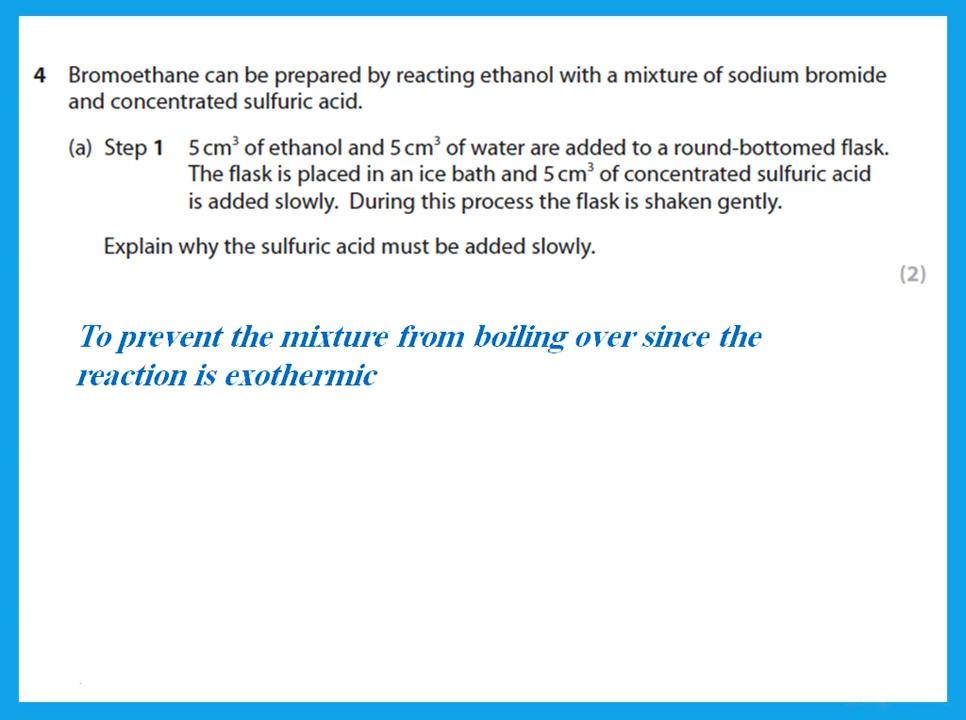 4 Bromoethane can be prepared by reacting ethanol with a mixture of sodium bromide
and concentrated sulfuric acid.
(a) Step 1 5 cm³ of ethanol and 5 cm³ of water are added to a round-bottomed flask.
The flask is placed in an ice bath and 5 cm³ of concentrated sulfuric acid
is added slowly. During this process the flask is shaken gently.
Explain why the sulfuric acid must be added slowly.
(2)
To prevent the mixture from boiling over since the
reaction is exothermic